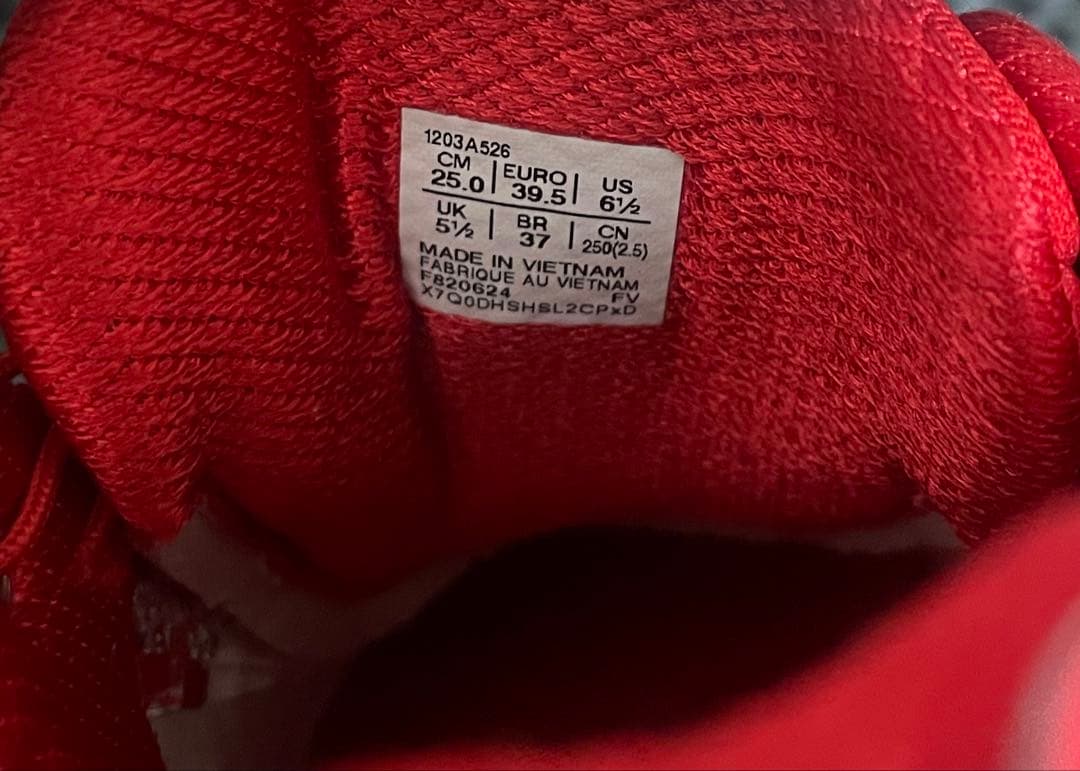 1203A526
CM | EURO | US
25.0 | 39.5 | 6½
UK | BR | CN
5½ | 37 | 250(2.5)
MADE IN VIETNAM
FABRIQUE AU VIETNAM
F820624 FV
X7Q0DHSHSL2CPxD